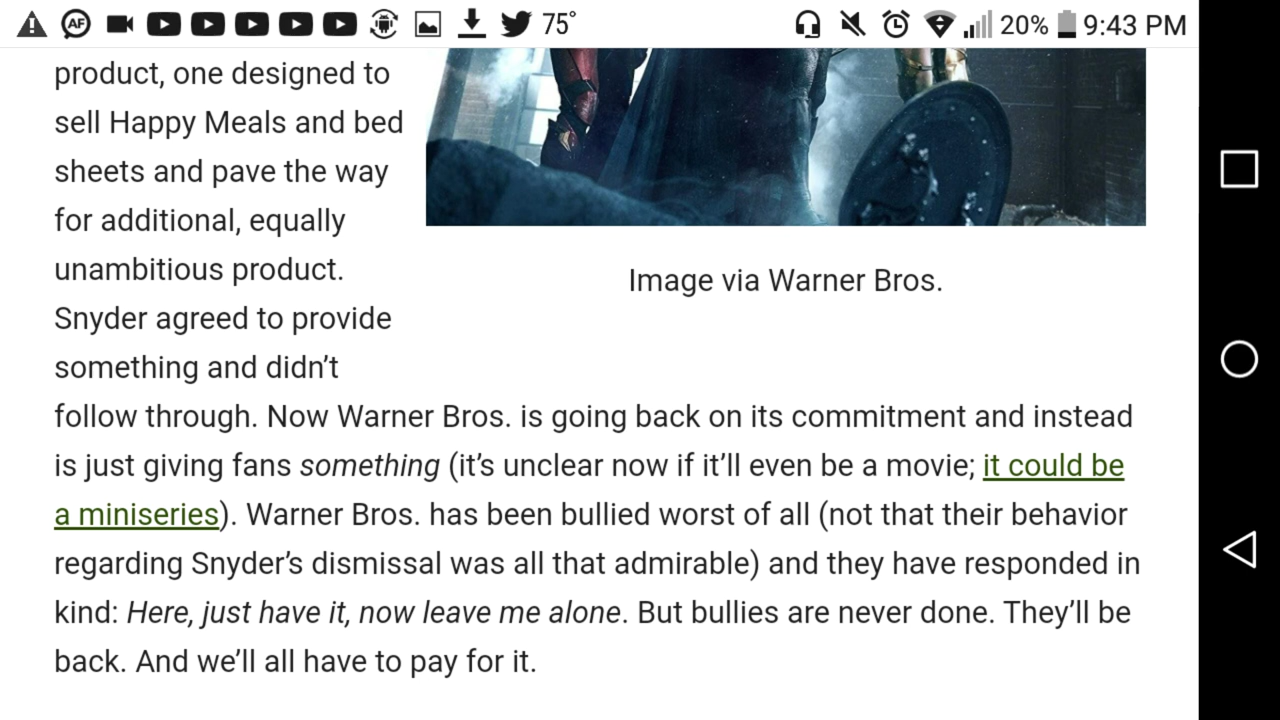 AF 75° 20% 9:43 PM
product, one designed to
sell Happy Meals and bed
sheets and pave the way
for additional, equally
unambitious product.
Snyder agreed to provide
something and didn’t
Image via Warner Bros.
follow through. Now Warner Bros. is going back on its commitment and instead
is just giving fans something (it’s unclear now if it’ll even be a movie; it could be
a miniseries). Warner Bros. has been bullied worst of all (not that their behavior
regarding Snyder’s dismissal was all that admirable) and they have responded in
kind: Here, just have it, now leave me alone. But bullies are never done. They’ll be
back. And we’ll all have to pay for it.